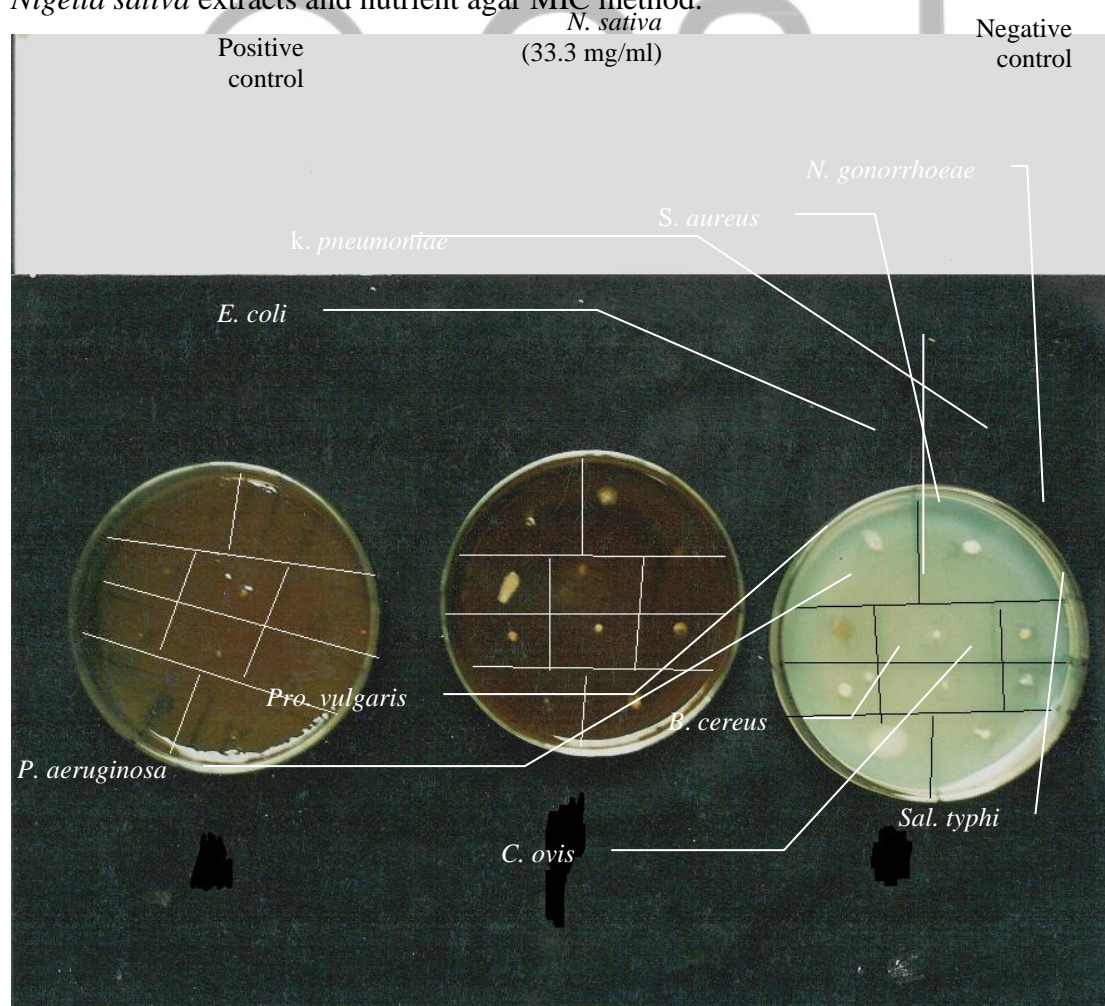 Nigella sativa extracts and nutrient agar MIC method.
Positive
control
N. sativa
(33.3 mg/ml)
Negative
control
N. gonorrhoeae
S. aureus
k. pneumoniae
E. coli
Pro. vulgaris
B. cereus
P. aeruginosa
Sal. typhi
C. ovis